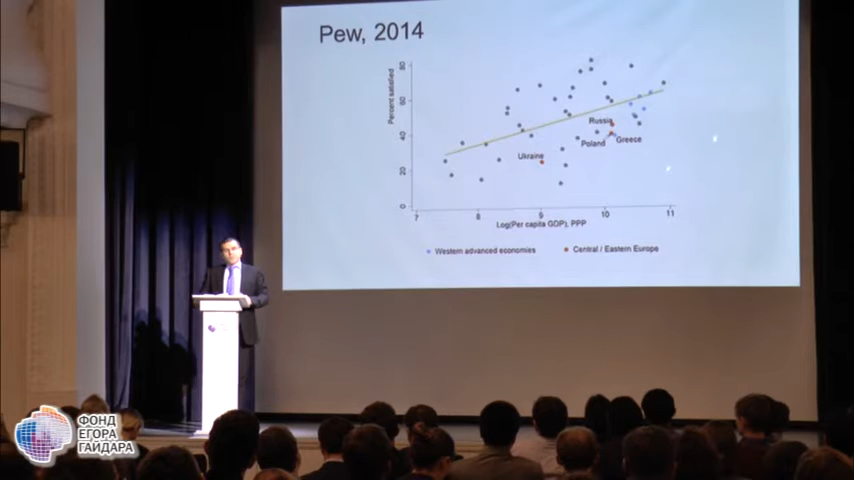 Pew, 2014
Percent satisfied
80
60
40
20
0
Russia
Poland
Greece
Ukraine
7
8
9
10
11
Log(Per capita GDP), PPP
Western advanced economies
Central / Eastern Europe
ФОНД
ЕГОРА
ГАЙДАРА